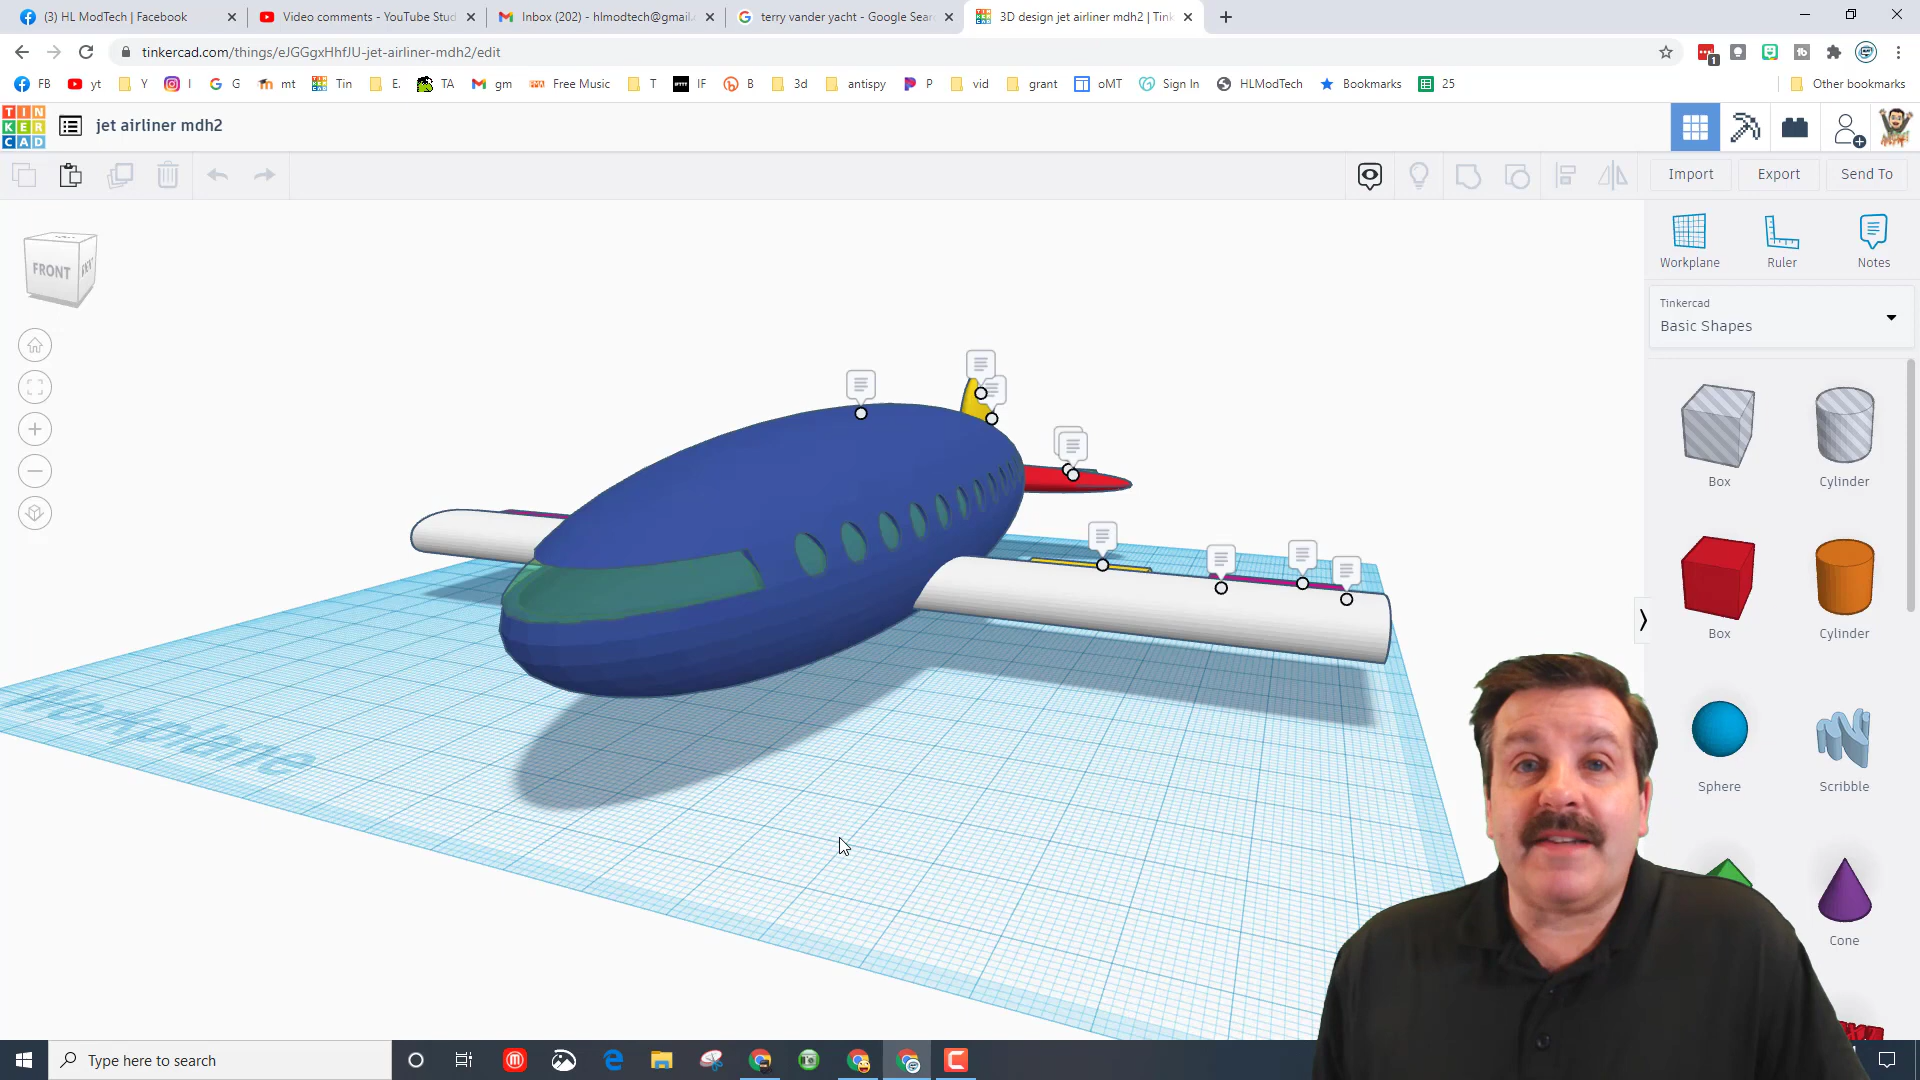 (3) HL ModTech | Facebook
Video comments - YouTube Stud
Inbox (202) - hlmodtech@gmail.
terry vander yacht - Google Sear
3D design jet airliner mdh2 | Tink
tinkercad.com/things/eJGGgxHhfJU-jet-airliner-mdh2/edit
1
FB
yt
Y
I
G
mt
Tin
E.
TA
gm
Free Music
T
IF
B
3d
antispy
P
vid
grant
oMT
Sign In
HLModTech
Bookmarks
25
Other bookmarks
TIN
KER
CAD
jet airliner mdh2
Import
Export
Send To
FRONT
Workplane
Ruler
Notes
Tinkercad
Basic Shapes
Box
Cylinder
Box
Cylinder
Sphere
Scribble
Cone
Workplane
Type here to search